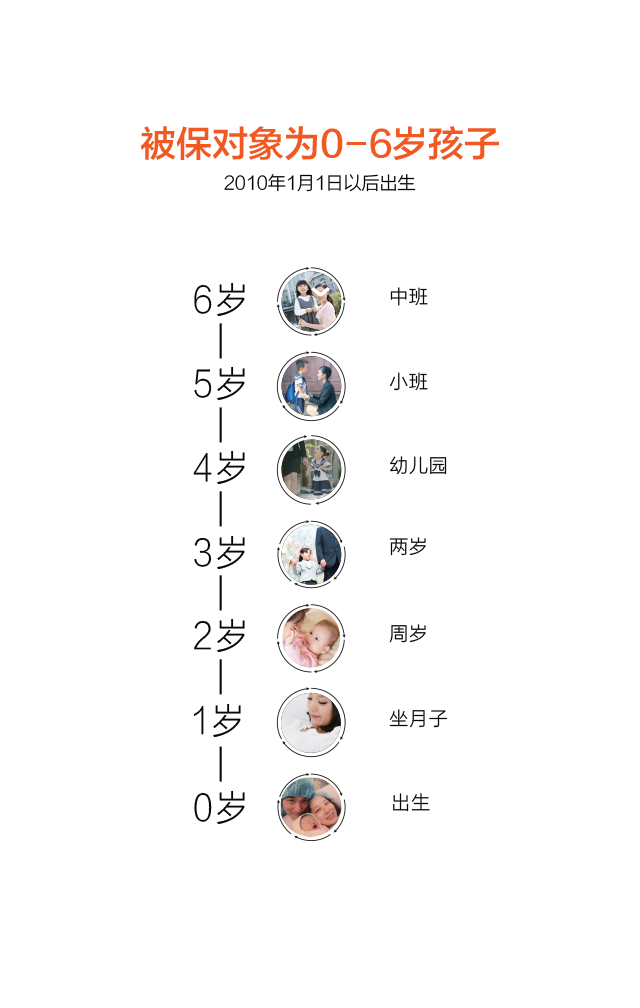 被保对象为0-6岁孩子
2010年1月1日以后出生
6岁 中班
5岁 小班
4岁 幼儿园
3岁 两岁
2岁 周岁
1岁 坐月子
0岁 出生